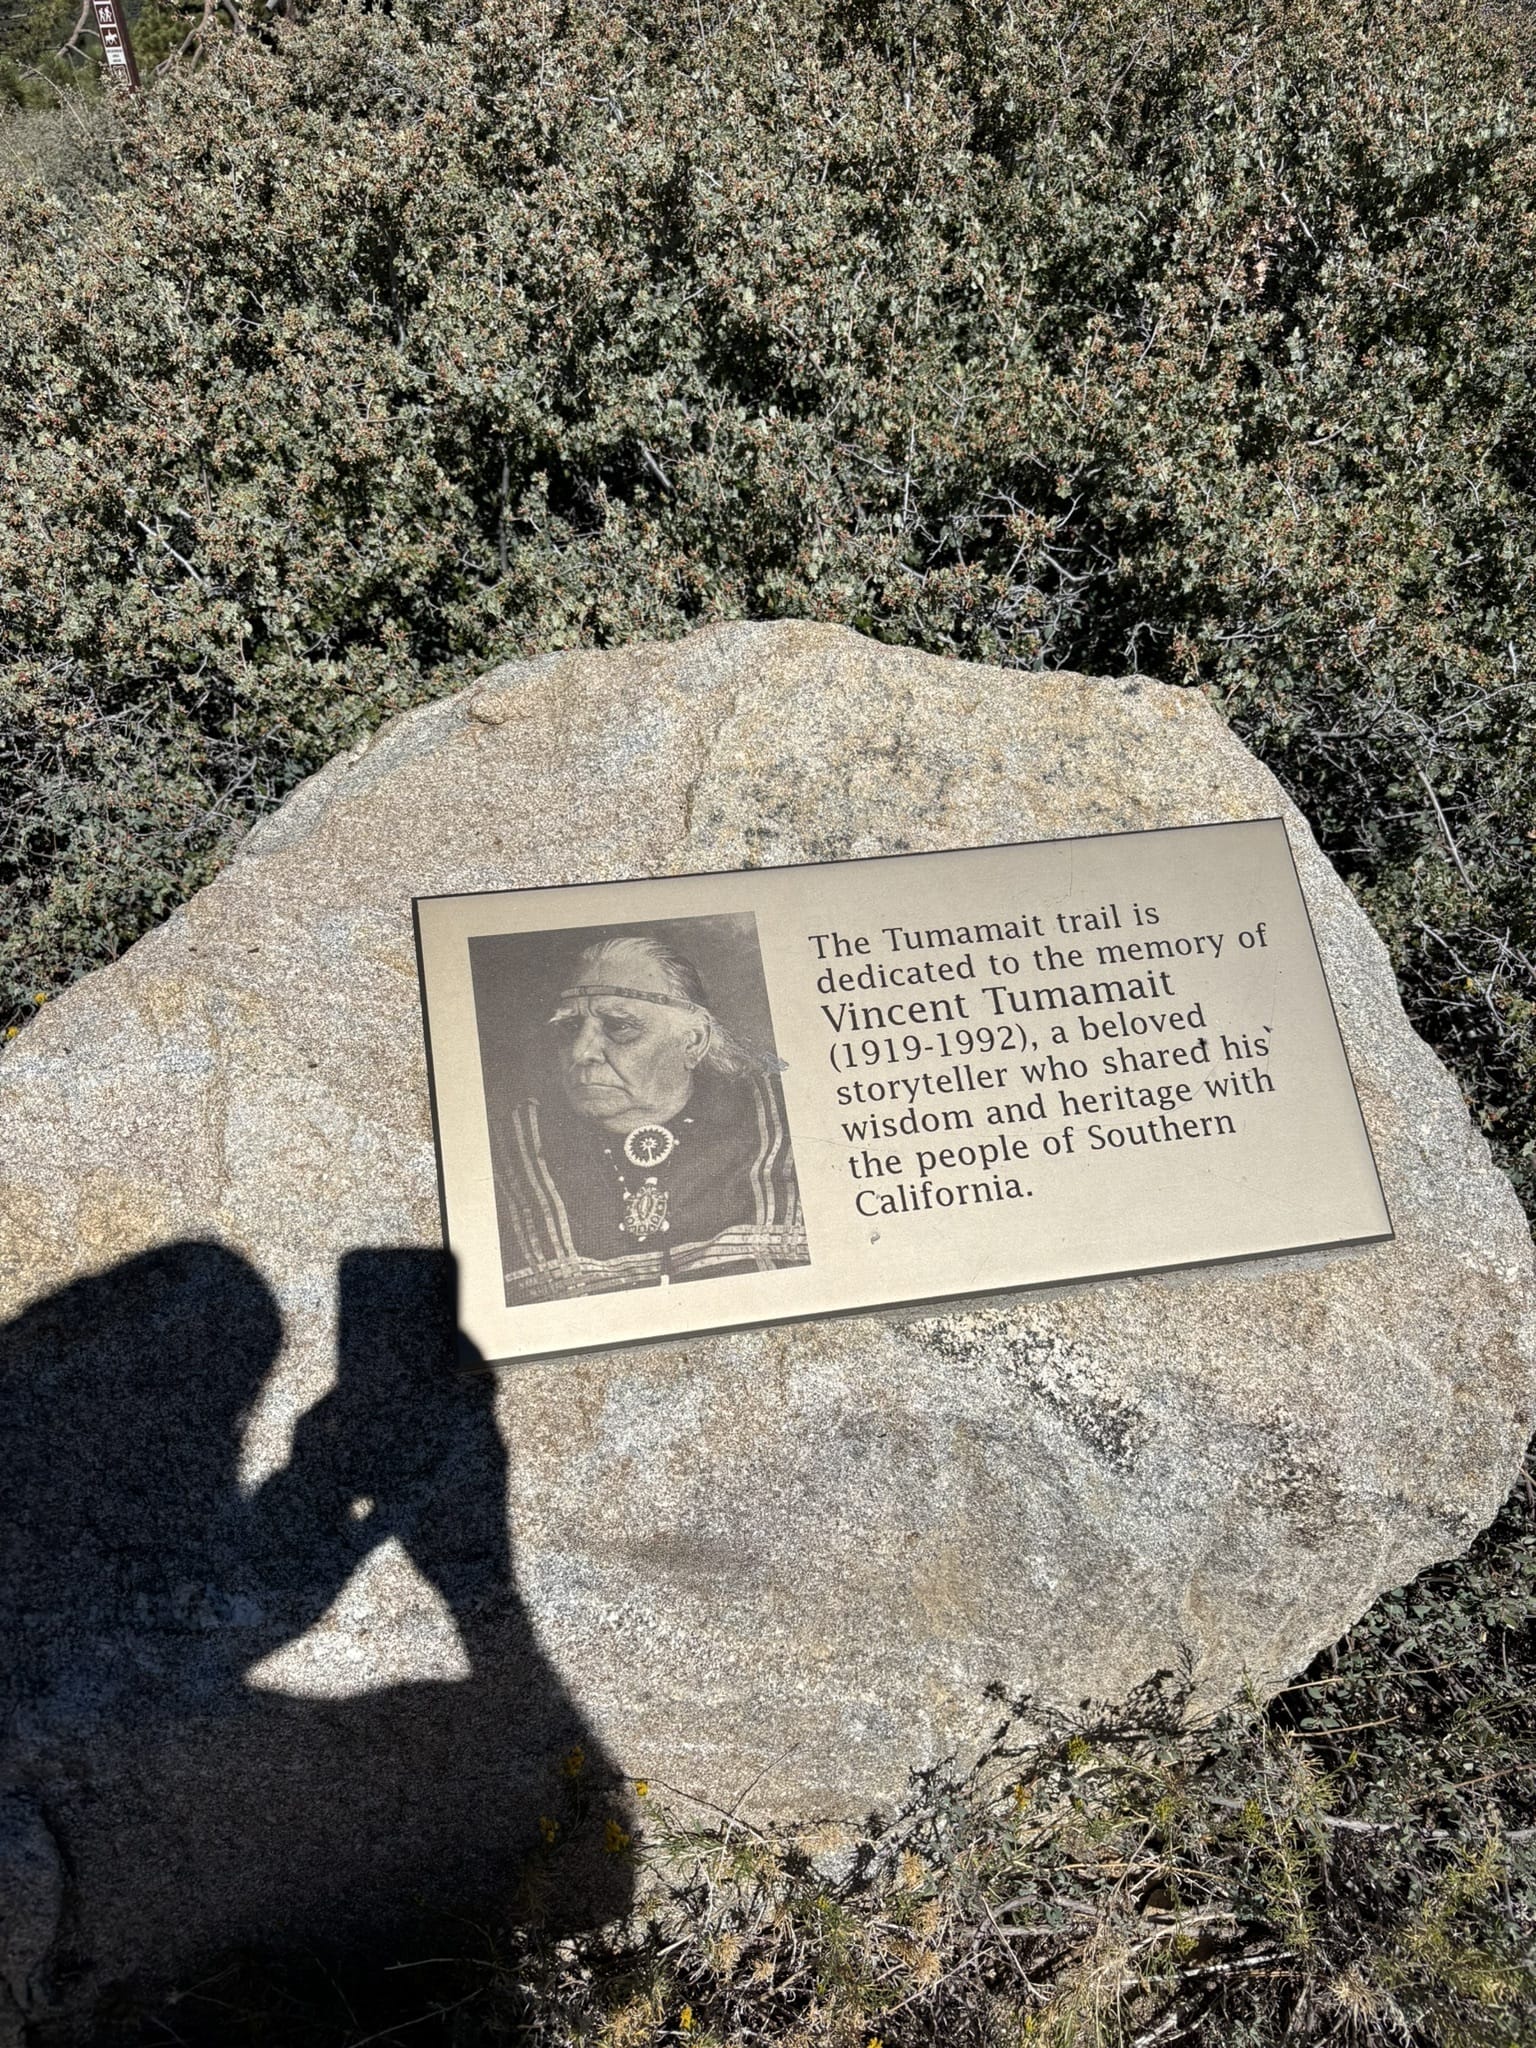 The Tumamait trail is
dedicated to the memory of
Vincent Tumamait
(1919-1992), a beloved
storyteller who shared his
wisdom and heritage with
the people of Southern
California.